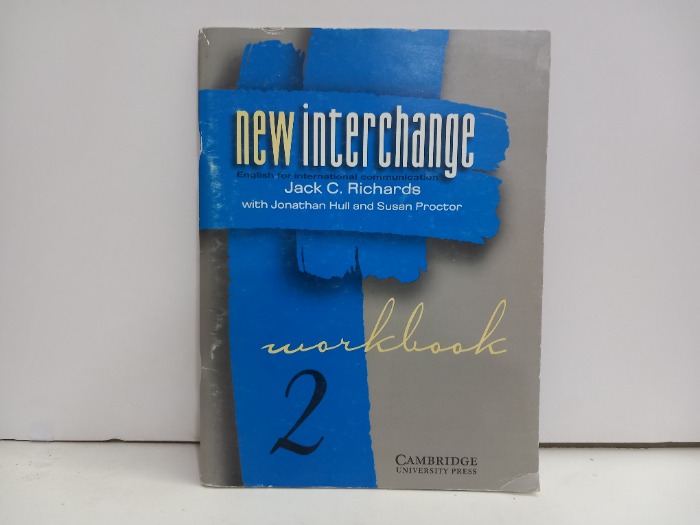 new interchange
English for international communication
Jack C. Richards
with Jonathan Hull and Susan Proctor
workbook
2
CAMBRIDGE
UNIVERSITY PRESS